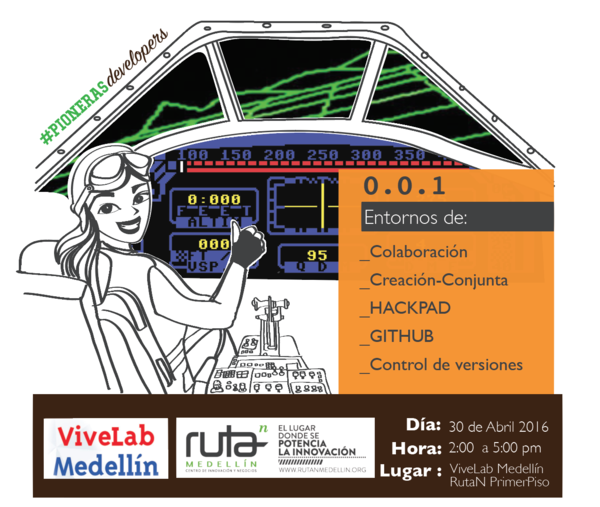 #PIONERASdevelopers
100 150 200 250 300 350
0:000
FEET
ALTIT
000
FT
VSP
95
Q D
0.0.1
Entornos de:
_Colaboración
_Creación-Conjunta
_HACKPAD
_GITHUB
_Control de versiones
ViveLab
Medellín
ruta n
MEDELLÍN
CENTRO DE INNOVACIÓN Y NEGOCIOS
EL LUGAR
DONDE SE
POTENCIA
LA INNOVACIÓN
WWW.RUTANMEDELLIN.ORG
Día: 30 de Abril 2016
Hora: 2:00 a 5:00 pm
Lugar : ViveLab Medellín
RutaN PrimerPiso